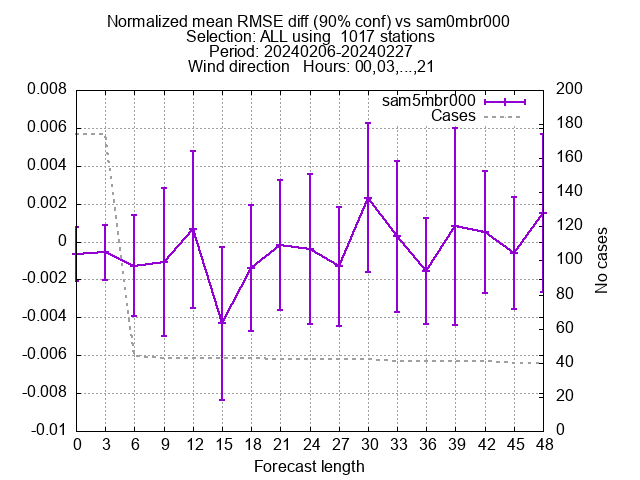 Normalized mean RMSE diff (90% conf) vs sam0mbr000
Selection: ALL using  1017 stations
Period: 20240206-20240227
Wind direction   Hours: 00,03,...,21
sam5mbr000
Cases
0.008
0.006
0.004
0.002
0
-0.002
-0.004
-0.006
-0.008
-0.01
200
180
160
140
120
100
80
60
40
20
0
No cases
0 3 6 9 12 15 18 21 24 27 30 33 36 39 42 45 48
Forecast length